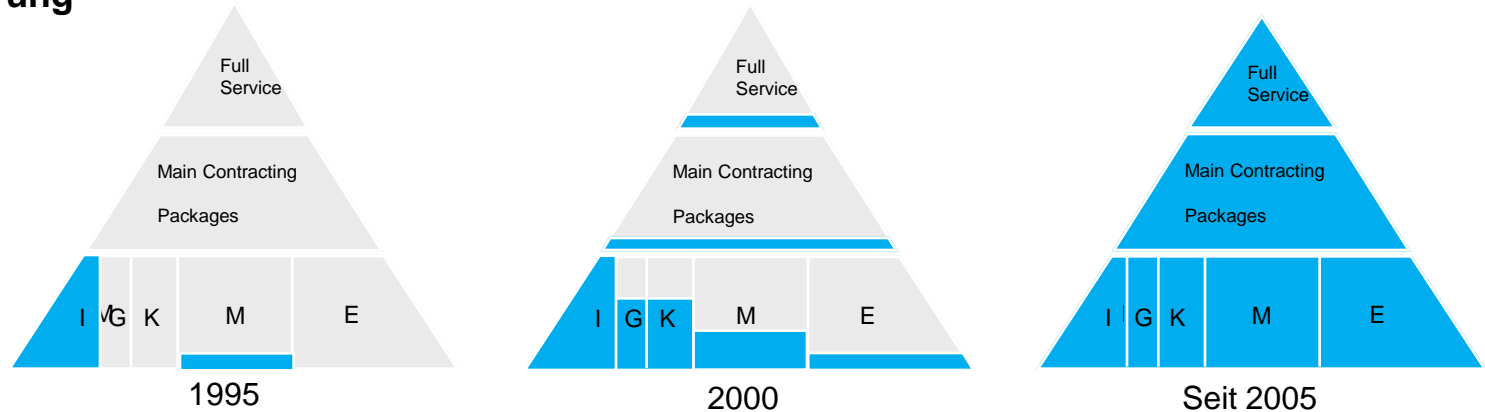 ung
Full
Service
Main Contracting
Packages
I G K M E
1995
Full
Service
Main Contracting
Packages
I G K M E
2000
Full
Service
Main Contracting
Packages
I G K M E
Seit 2005